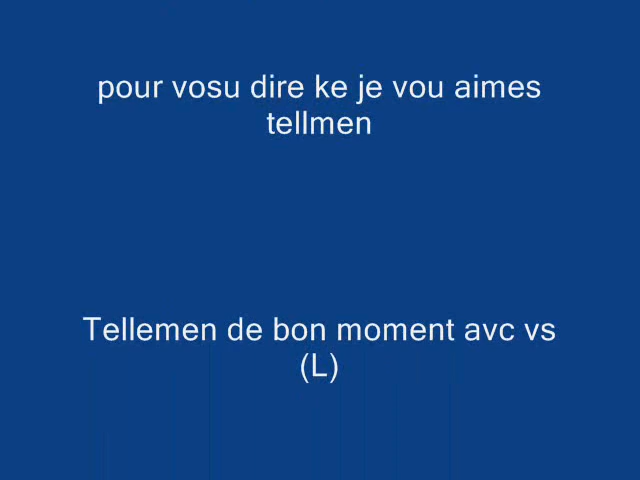 pour vosu dire ke je vou aimes
tellmen
Tellemen de bon moment avc vs
(L)